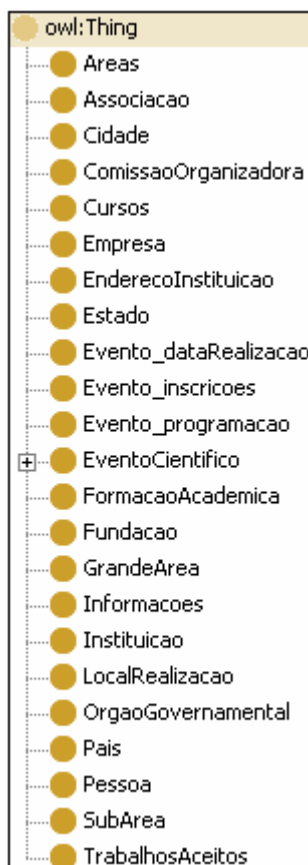 owl:Thing
Areas
Associacao
Cidade
ComissaoOrganizadora
Cursos
Empresa
EnderecoInstituicao
Estado
Evento_dataRealizacao
Evento_inscricoes
Evento_programacao
EventoCientifico
FormacaoAcademica
Fundacao
GrandeArea
Informacoes
Instituicao
LocalRealizacao
OrgaoGovernamental
Pais
Pessoa
SubArea
TrabalhosAceitos